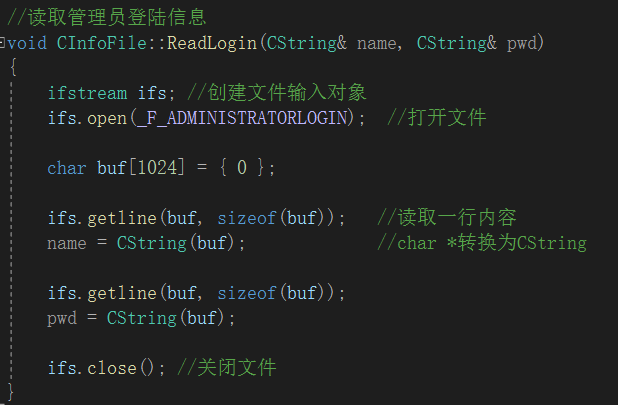 //读取管理员登陆信息
void CInfoFile::ReadLogin(CString& name, CString& pwd)
{
    ifstream ifs; //创建文件输入对象
    ifs.open(_F_ADMINISTRATORLOGIN);  //打开文件
    char buf[1024] = { 0 };
    ifs.getline(buf, sizeof(buf));   //读取一行内容
    name = CString(buf);             //char *转换为CString
    ifs.getline(buf, sizeof(buf));
    pwd = CString(buf);
    ifs.close(); //关闭文件
}